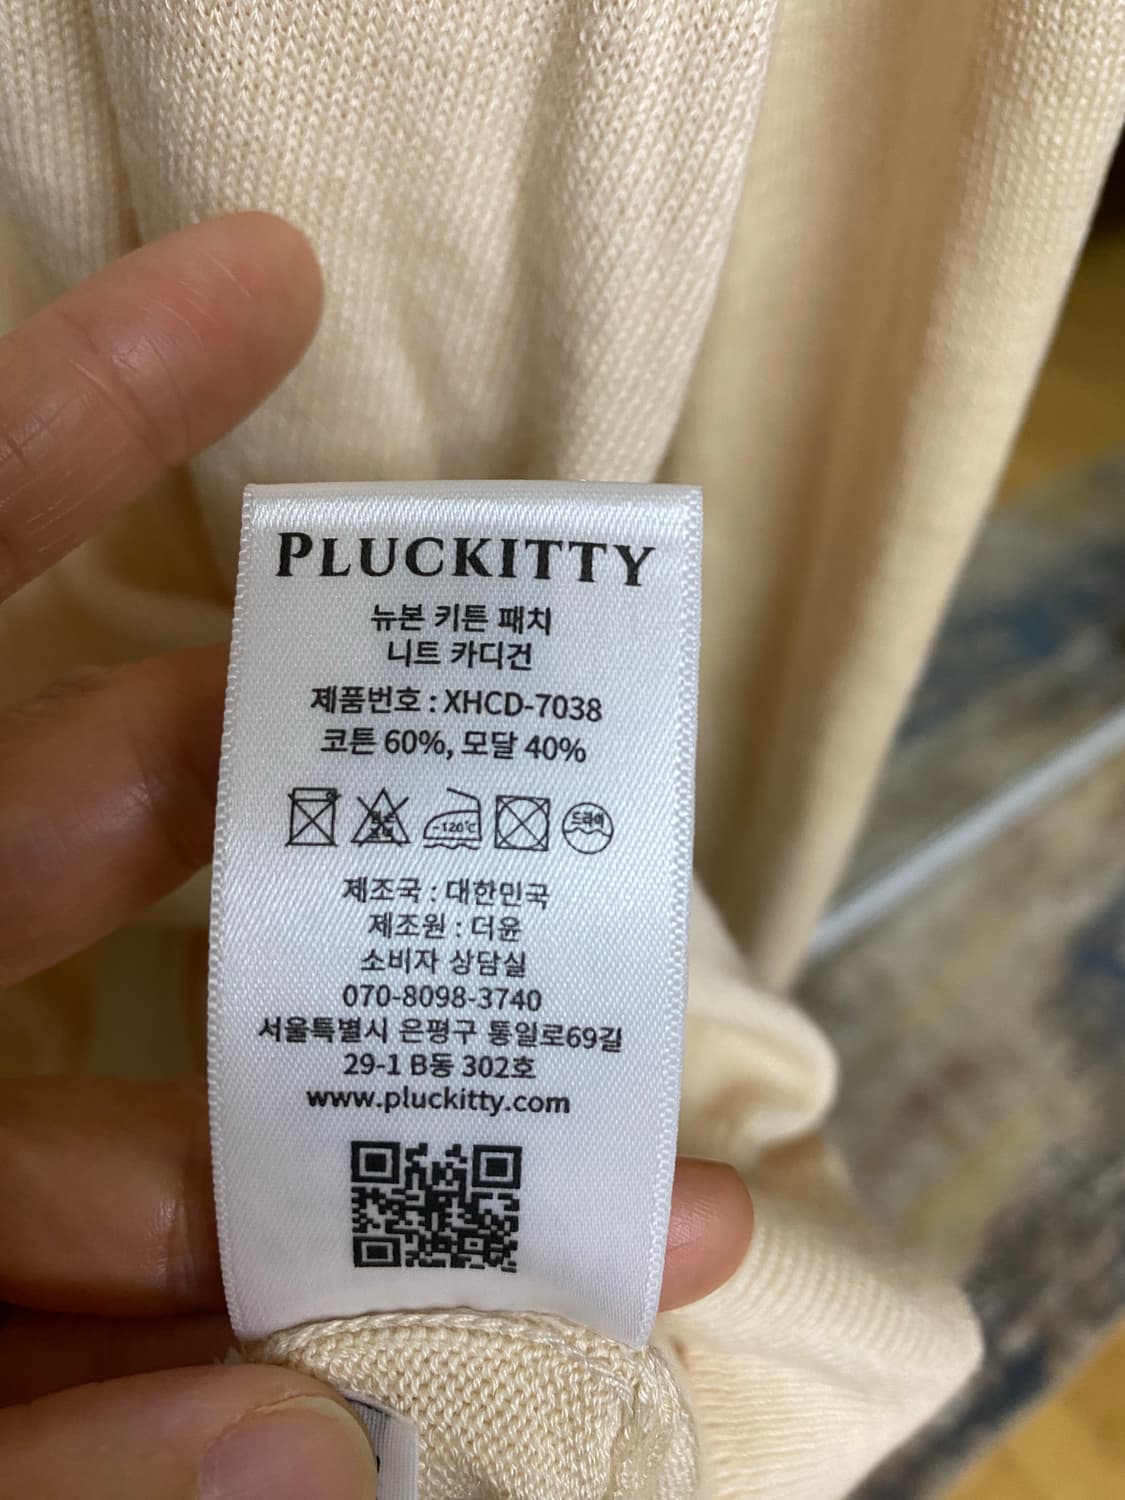 PLUCKITTY
뉴본 키튼 패치
니트 카디건
제품번호 : XHCD-7038
코튼 60%, 모달 40%
~120℃
드라이
제조국 : 대한민국
제조원 : 더윤
소비자 상담실
070-8098-3740
서울특별시 은평구 통일로69길
29-1 B동 302호
www.pluckitty.com